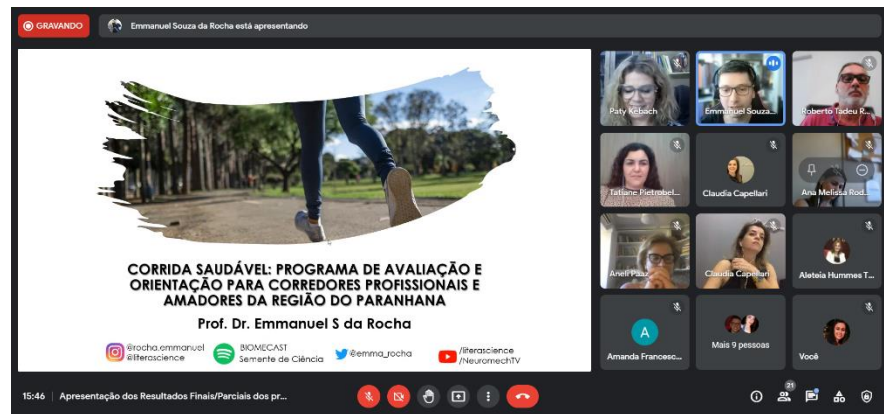 GRAVANDO
Emmanuel Souza da Rocha está apresentando
CORRIDA SAUDÁVEL: PROGRAMA DE AVALIAÇÃO E
ORIENTAÇÃO PARA CORREDORES PROFISSIONAIS E
AMADORES DA REGIÃO DO PARANHANA
Prof. Dr. Emmanuel S da Rocha
@rocha.emmanuel
@literascience
BIOMECAST
Semente de Ciência
@emma_rocha
/literascience
/NeuromechTV
Paty Kebach
Emmanuel Souza...
Roberto Tadeu R...
Tatiane Pietrobel...
Claudia Capellari
Ana Melissa Rod...
Aneli Paaz
Claudia Capellari
Aleteia Hummes T...
A
Amanda Francesc...
Mais 9 pessoas
Você
15:46 | Apresentação dos Resultados Finais/Parciais dos pr...
21